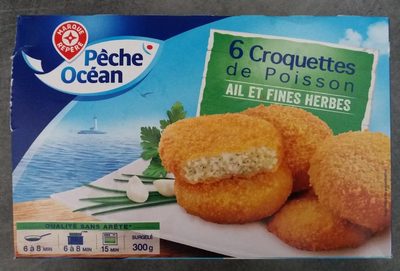 MARQUE REPÈRE
Pêche
Océan
6 Croquettes
de Poisson
AIL ET FINES HERBES
QUALITÉ SANS ARÊTE*
6 à 8 MIN
6 à 8 MIN
15 MIN
SURGELÉ
300g